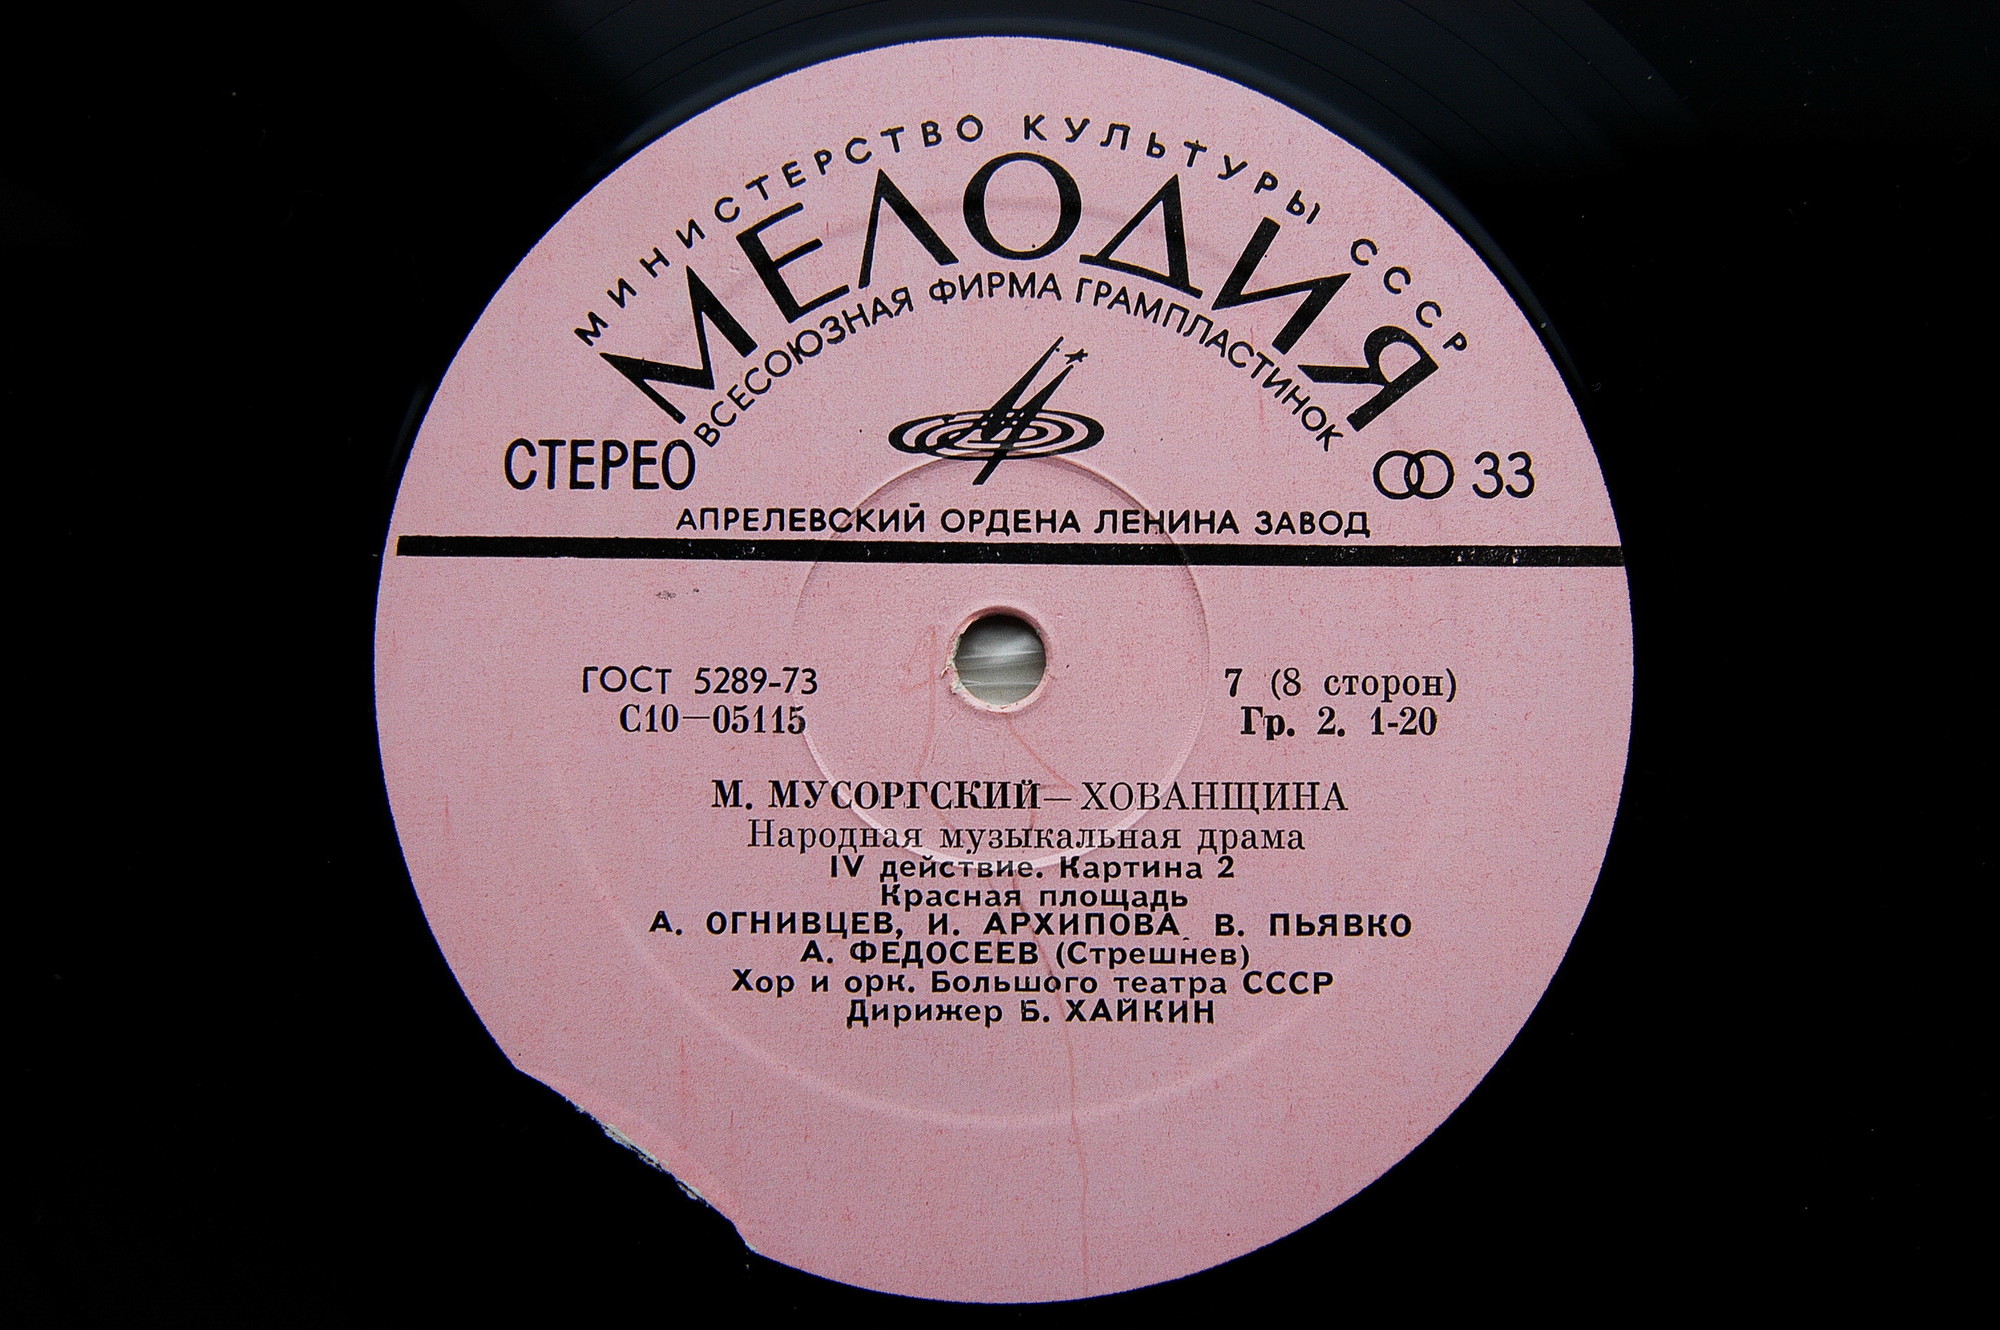 МИНИСТЕРСТВО КУЛЬТУРЫ СССР
МЕЛОДИЯ
ВСЕСОЮЗНАЯ ФИРМА ГРАМПЛАСТИНОК
СТЕРЕО
33
АПРЕЛЕВСКИЙ ОРДЕНА ЛЕНИНА ЗАВОД
ГОСТ 5289-73
С10—05115
7 (8 сторон)
Гр. 2. 1-20
М. МУСОРГСКИЙ — ХОВАНЩИНА
Народная музыкальная драма
IV действие. Картина 2
Красная площадь
А. ОГНИВЦЕВ, И. АРХИПОВА, В. ПЬЯВКО
А. ФЕДОСЕЕВ (Стрешнев)
Хор и орк. Большого театра СССР
Дирижер Б. ХАЙКИН